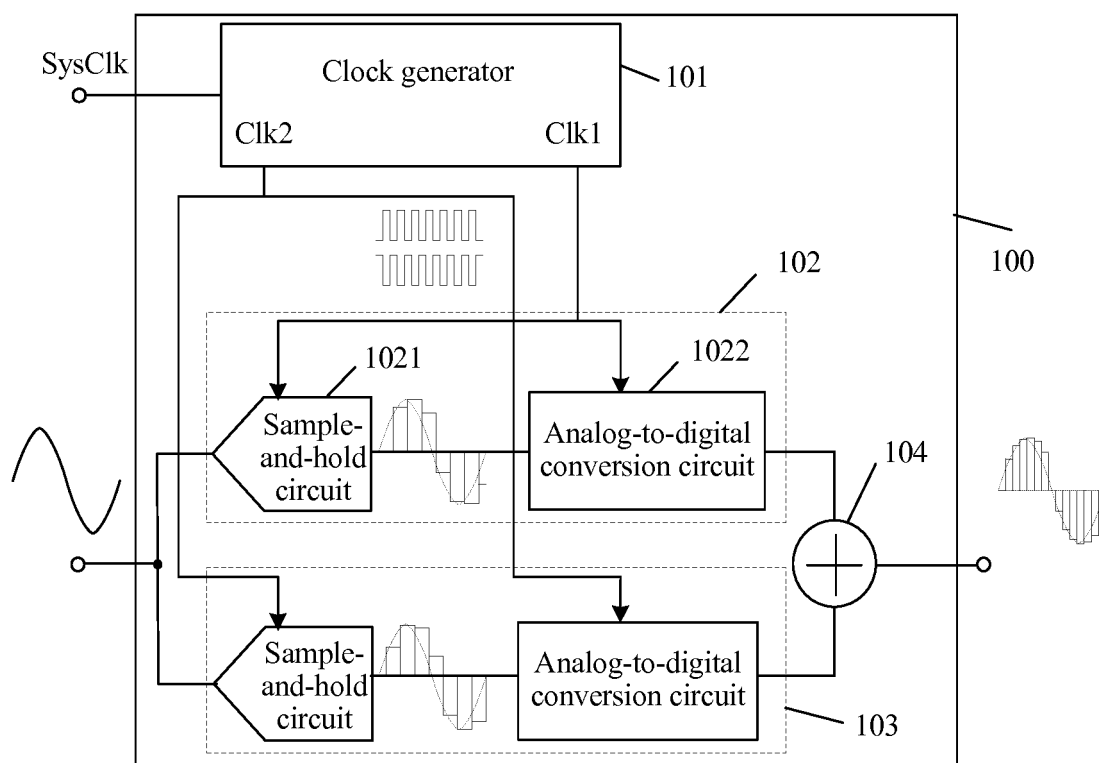 SysClk
Clock generator
101
Clk2
Clk1
100
102
1021
1022
Sample-
and-hold
circuit
Analog-to-digital
conversion circuit
104
Sample-
and-hold
circuit
Analog-to-digital
conversion circuit
103